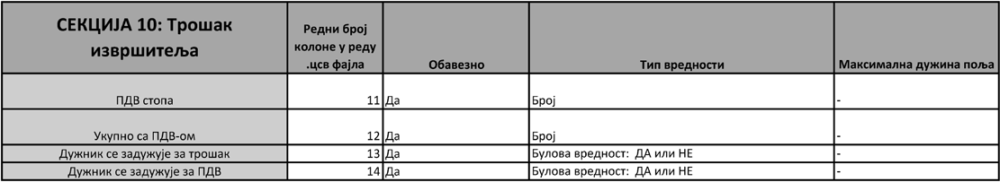 СЕКЦИЈА 10: Трошак извршитеља | Редни број колоне у реду .цсв фајла | Обавезно | Тип вредности | Максимална дужина поља
ПДВ стопа | 11 | Да | Број | -
Укупно са ПДВ-ом | 12 | Да | Број | -
Дужник се задужује за трошак | 13 | Да | Булова вредност:  ДА или НЕ | -
Дужник се задужује за ПДВ | 14 | Да | Булова вредност:  ДА или НЕ | -